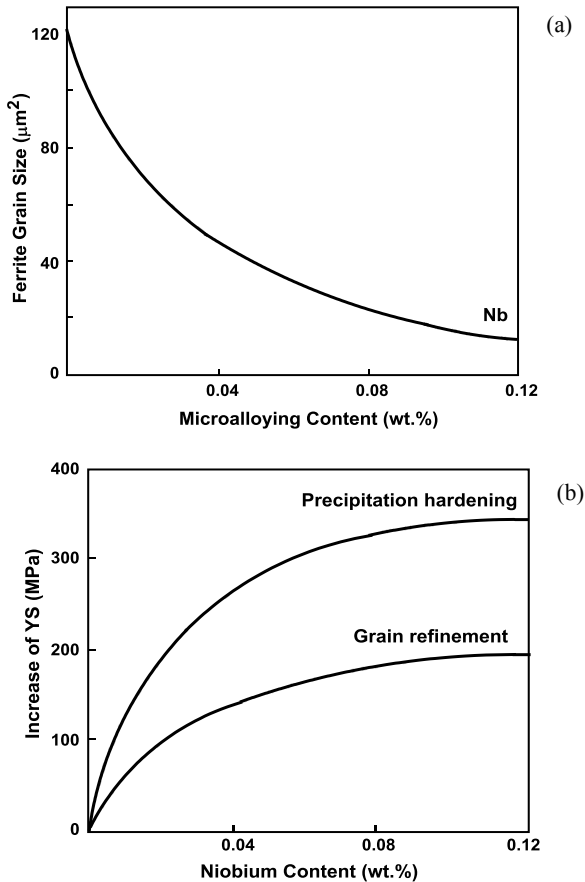 (a)
120
80
40
0
Ferrite Grain Size (μm²)
Nb
0.04
0.08
0.12
Microalloying Content (wt.%)
(b)
400
300
200
100
0
Increase of YS (MPa)
Precipitation hardening
Grain refinement
0.04
0.08
0.12
Niobium Content (wt.%)